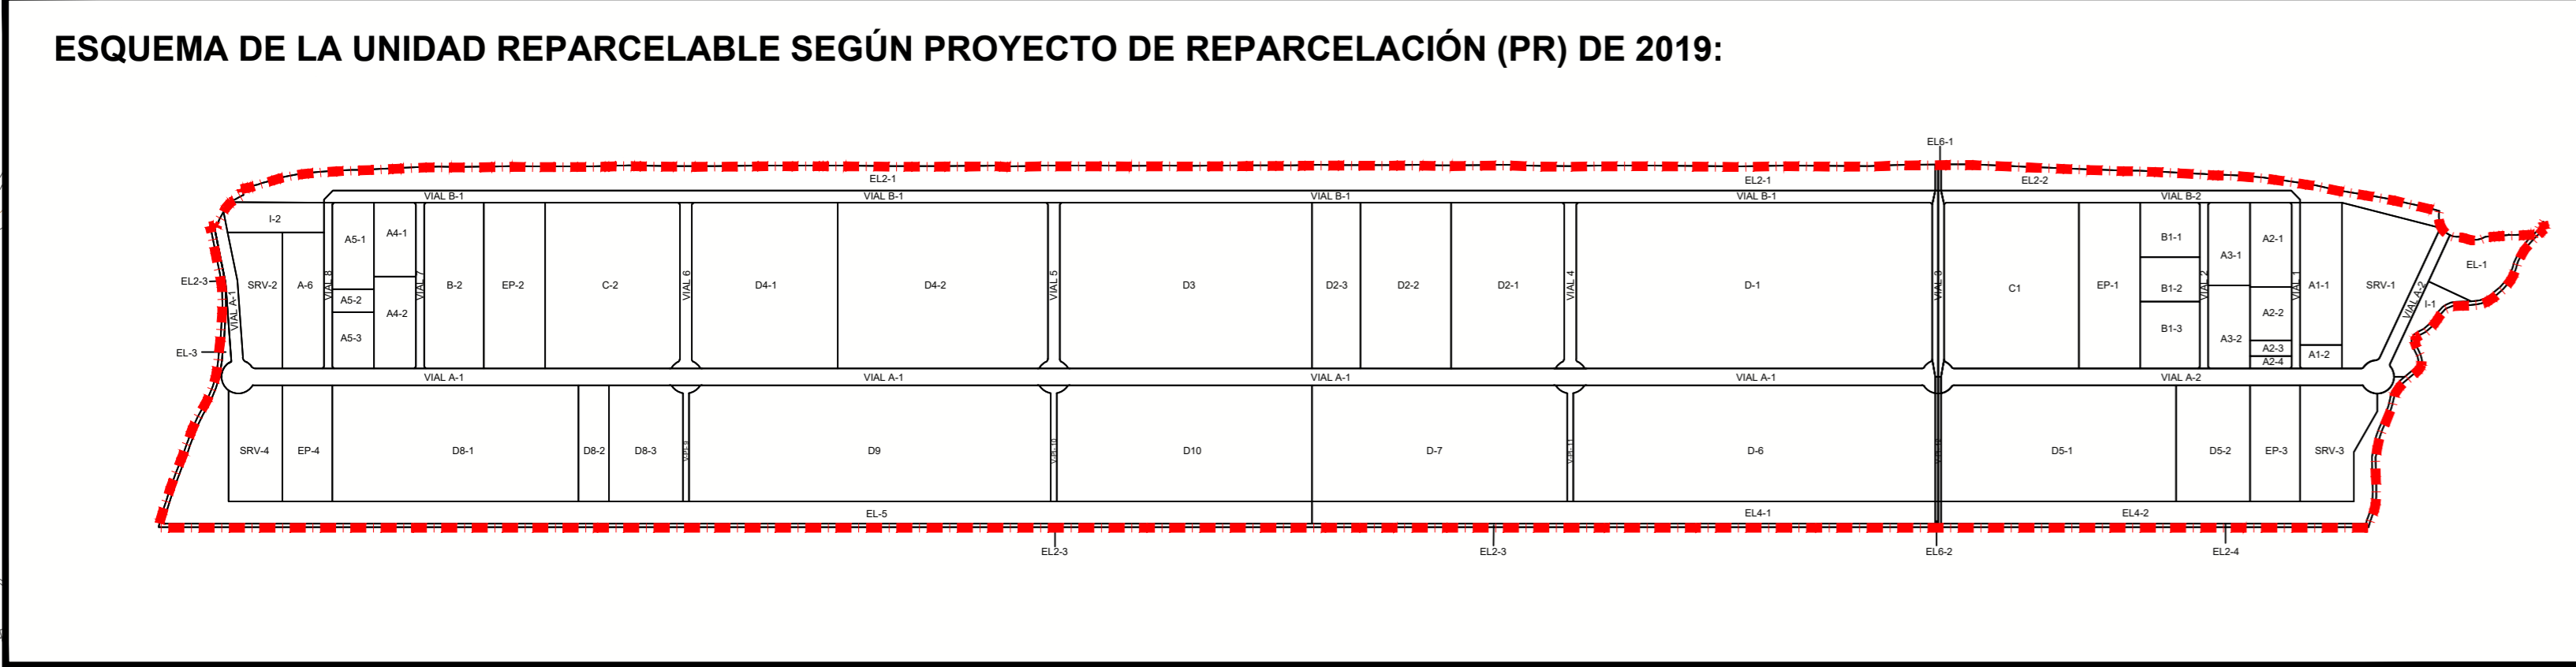 ESQUEMA DE LA UNIDAD REPARCELABLE SEGÚN PROYECTO DE REPARCELACIÓN (PR) DE 2019:
EL6-1
EL2-1 EL2-1 EL2-2
VIAL B-1 VIAL B-1 VIAL B-1 VIAL B-1 VIAL B-2
I-2
A5-1 A4-1 B1-1 A2-1
A3-1
EL-1
EL2-3
SRV-2 A-6 VIAL 8 VIAL 7 B-2 EP-2 C-2 VIAL 6 D4-1 D4-2 VIAL 5 D3 D2-3 D2-2 D2-1 VIAL 4 D-1 VIAL 3 C1 EP-1 B1-2 VIAL 2 VIAL 1 A1-1 SRV-1
A5-2
VIAL A-1 A4-2 A2-2 VIAL A-2 I-1
A5-3 B1-3 A3-2
EL-3 A2-3 A1-2
A2-4
VIAL A-1 VIAL A-1 VIAL A-1 VIAL A-1 VIAL A-2
SRV-4 EP-4 D8-1 D8-2 D8-3 D9 D10 D-7 D-6 D5-1 D5-2 EP-3 SRV-3
EL-5 EL4-1 EL4-2
EL2-3 EL2-3 EL6-2 EL2-4